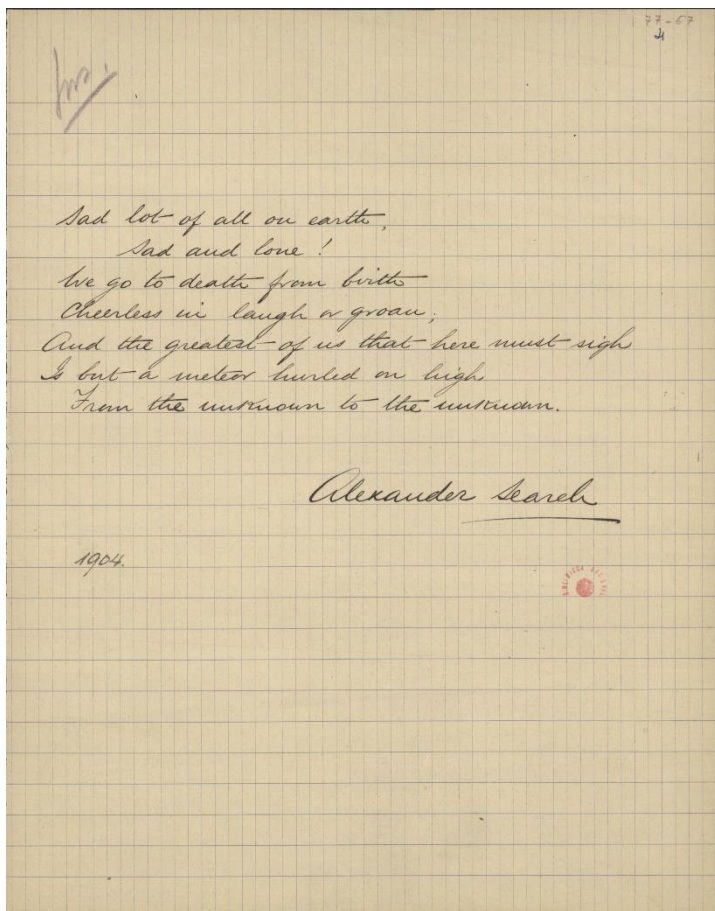 77-67
Sad lot of all on earth,
Sad and lone!
We go to death from birth
Cheerless in laugh or groan;
And the greatest of us that here must sigh
Is but a meteor hurled on high
From the unknown to the unknown.
Alexander Search
1904.
BIBLIOTECA NACIONAL